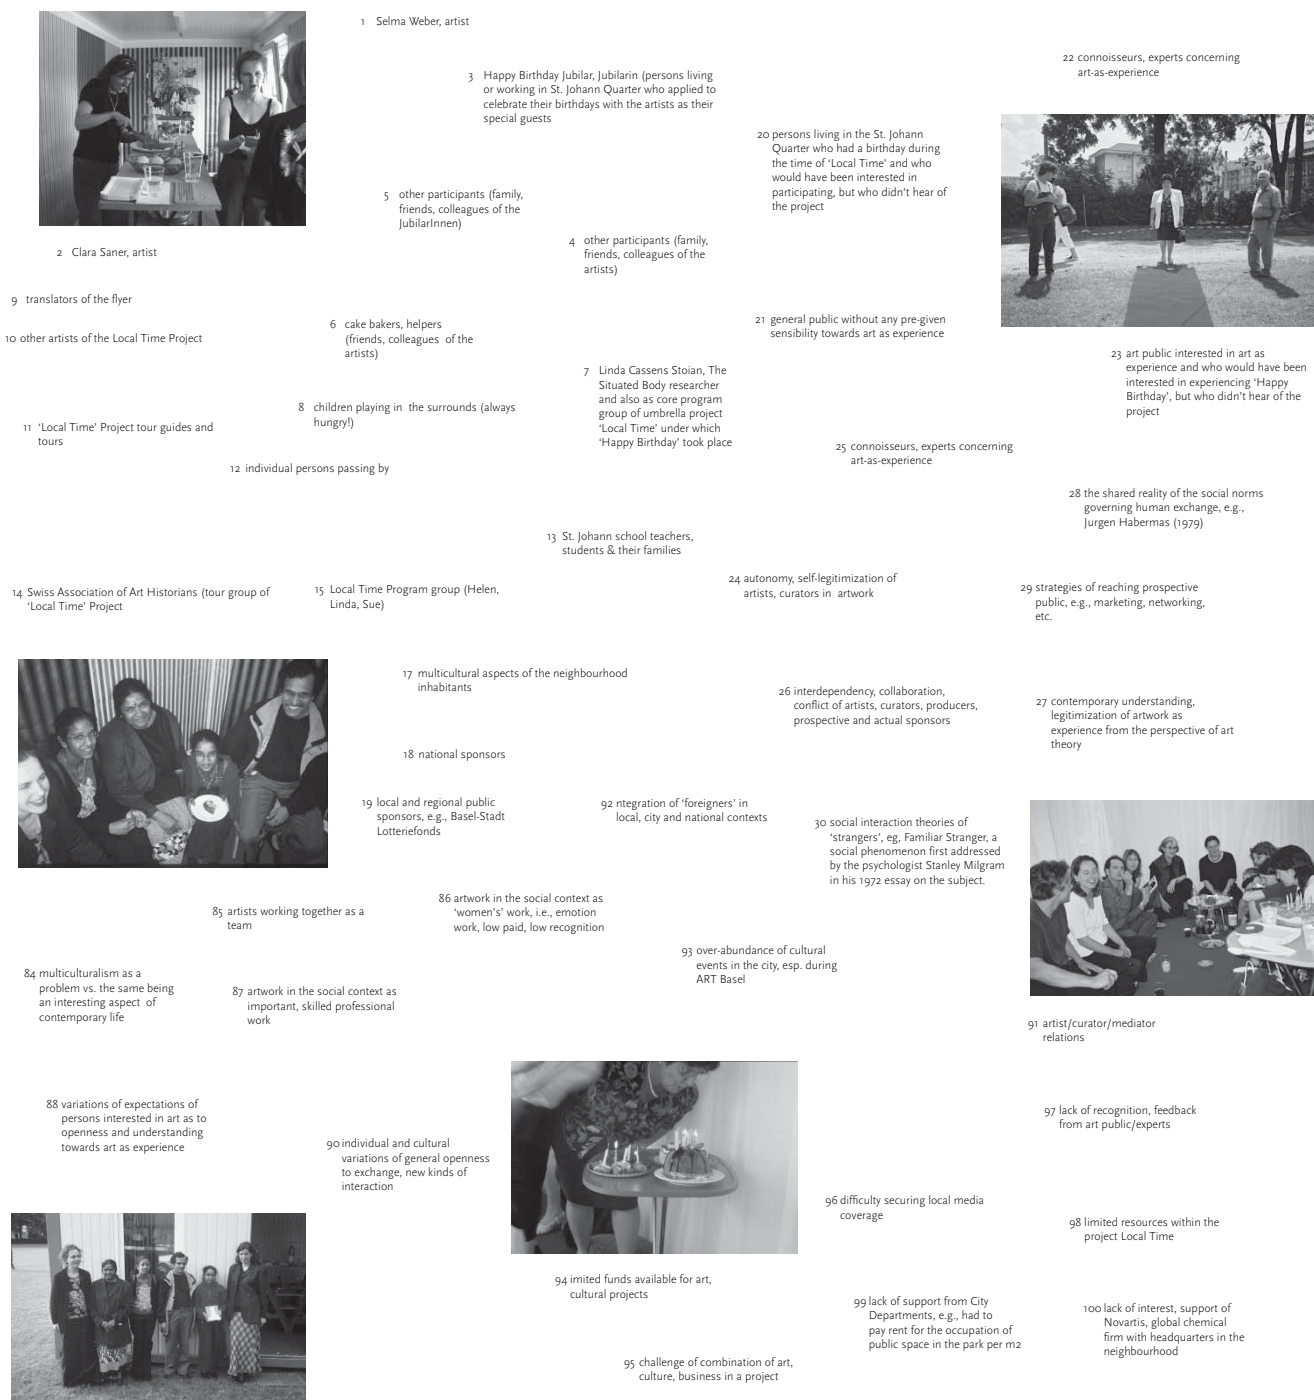 1 Selma Weber, artist
3 Happy Birthday Jubilar, Jubilarin (persons living
or working in St. Johann Quarter who applied to
celebrate their birthdays with the artists as their
special guests
22 connoisseurs, experts concerning
art-as-experience
20 persons living in the St. Johann
Quarter who had a birthday during
the time of ‘Local Time’ and who
would have been interested in
participating, but who didn’t hear of
the project
5 other participants (family,
friends, colleagues of the
JubilarInnen)
4 other participants (family,
friends, colleagues of the
artists)
2 Clara Saner, artist
9 translators of the flyer
10 other artists of the Local Time Project
6 cake bakers, helpers
(friends, colleagues of the
artists)
21 general public without any pre-given
sensibility towards art as experience
23 art public interested in art as
experience and who would have been
interested in experiencing ‘Happy
Birthday’, but who didn’t hear of the
project
7 Linda Cassens Stoian, The
Situated Body researcher
and also as core program
group of umbrella project
‘Local Time’ under which
‘Happy Birthday’ took place
8 children playing in the surrounds (always
hungry!)
11 ‘Local Time’ Project tour guides and
tours
12 individual persons passing by
25 connoisseurs, experts concerning
art-as-experience
28 the shared reality of the social norms
governing human exchange, e.g.,
Jurgen Habermas (1979)
13 St. Johann school teachers,
students & their families
24 autonomy, self-legitimization of
artists, curators in artwork
14 Swiss Association of Art Historians (tour group of
‘Local Time’ Project
15 Local Time Program group (Helen,
Linda, Sue)
29 strategies of reaching prospective
public, e.g., marketing, networking,
etc.
17 multicultural aspects of the neighbourhood
inhabitants
26 interdependency, collaboration,
conflict of artists, curators, producers,
prospective and actual sponsors
27 contemporary understanding,
legitimization of artwork as
experience from the perspective of art
theory
18 national sponsors
19 local and regional public
sponsors, e.g., Basel-Stadt
Lotteriefonds
92 ntegration of ‘foreigners’ in
local, city and national contexts
30 social interaction theories of
‘strangers’, eg, Familiar Stranger, a
social phenomenon first addressed
by the psychologist Stanley Milgram
in his 1972 essay on the subject.
85 artists working together as a
team
86 artwork in the social context as
‘women’s’ work, i.e., emotion
work, low paid, low recognition
93 over-abundance of cultural
events in the city, esp. during
ART Basel
84 multiculturalism as a
problem vs. the same being
an interesting aspect of
contemporary life
87 artwork in the social context as
important, skilled professional
work
91 artist/curator/mediator
relations
88 variations of expectations of
persons interested in art as to
openness and understanding
towards art as experience
97 lack of recognition, feedback
from art public/experts
90 individual and cultural
variations of general openness
to exchange, new kinds of
interaction
96 difficulty securing local media
coverage
98 limited resources within the
project Local Time
94 imited funds available for art,
cultural projects
99 lack of support from City
Departments, e.g., had to
pay rent for the occupation of
public space in the park per m2
100 lack of interest, support of
Novartis, global chemical
firm with headquarters in the
neighbourhood
95 challenge of combination of art,
culture, business in a project